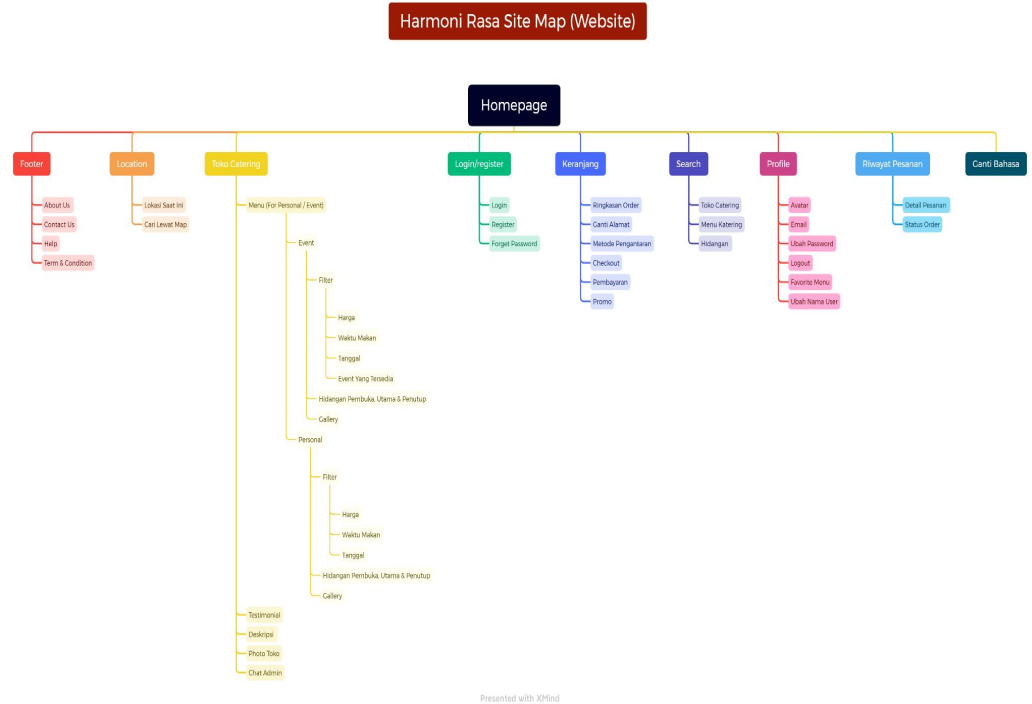 Harmoni Rasa Site Map (Website)
Homepage
Footer
About Us
Contact Us
Help
Term & Condition
Location
Lokasi Saat Ini
Cari Lewat Map
Toko Catering
Menu (For Personal / Event)
Event
Filter
Harga
Waktu Makan
Tanggal
Event Yang Tersedia
Hidangan Pembuka, Utama & Penutup
Gallery
Personal
Filter
Harga
Waktu Makan
Tanggal
Hidangan Pembuka, Utama & Penutup
Gallery
Testimonial
Deskripsi
Photo Toko
Chat Admin
Login/register
Login
Register
Forget Password
Keranjang
Ringkasan Order
Ganti Alamat
Metode Pengantaran
Checkout
Pembayaran
Promo
Search
Toko Catering
Menu Katering
Hidangan
Profile
Avatar
Email
Ubah Password
Logout
Favorite Menu
Ubah Nama User
Riwayat Pesanan
Detail Pesanan
Status Order
Ganti Bahasa
Presented with XMind